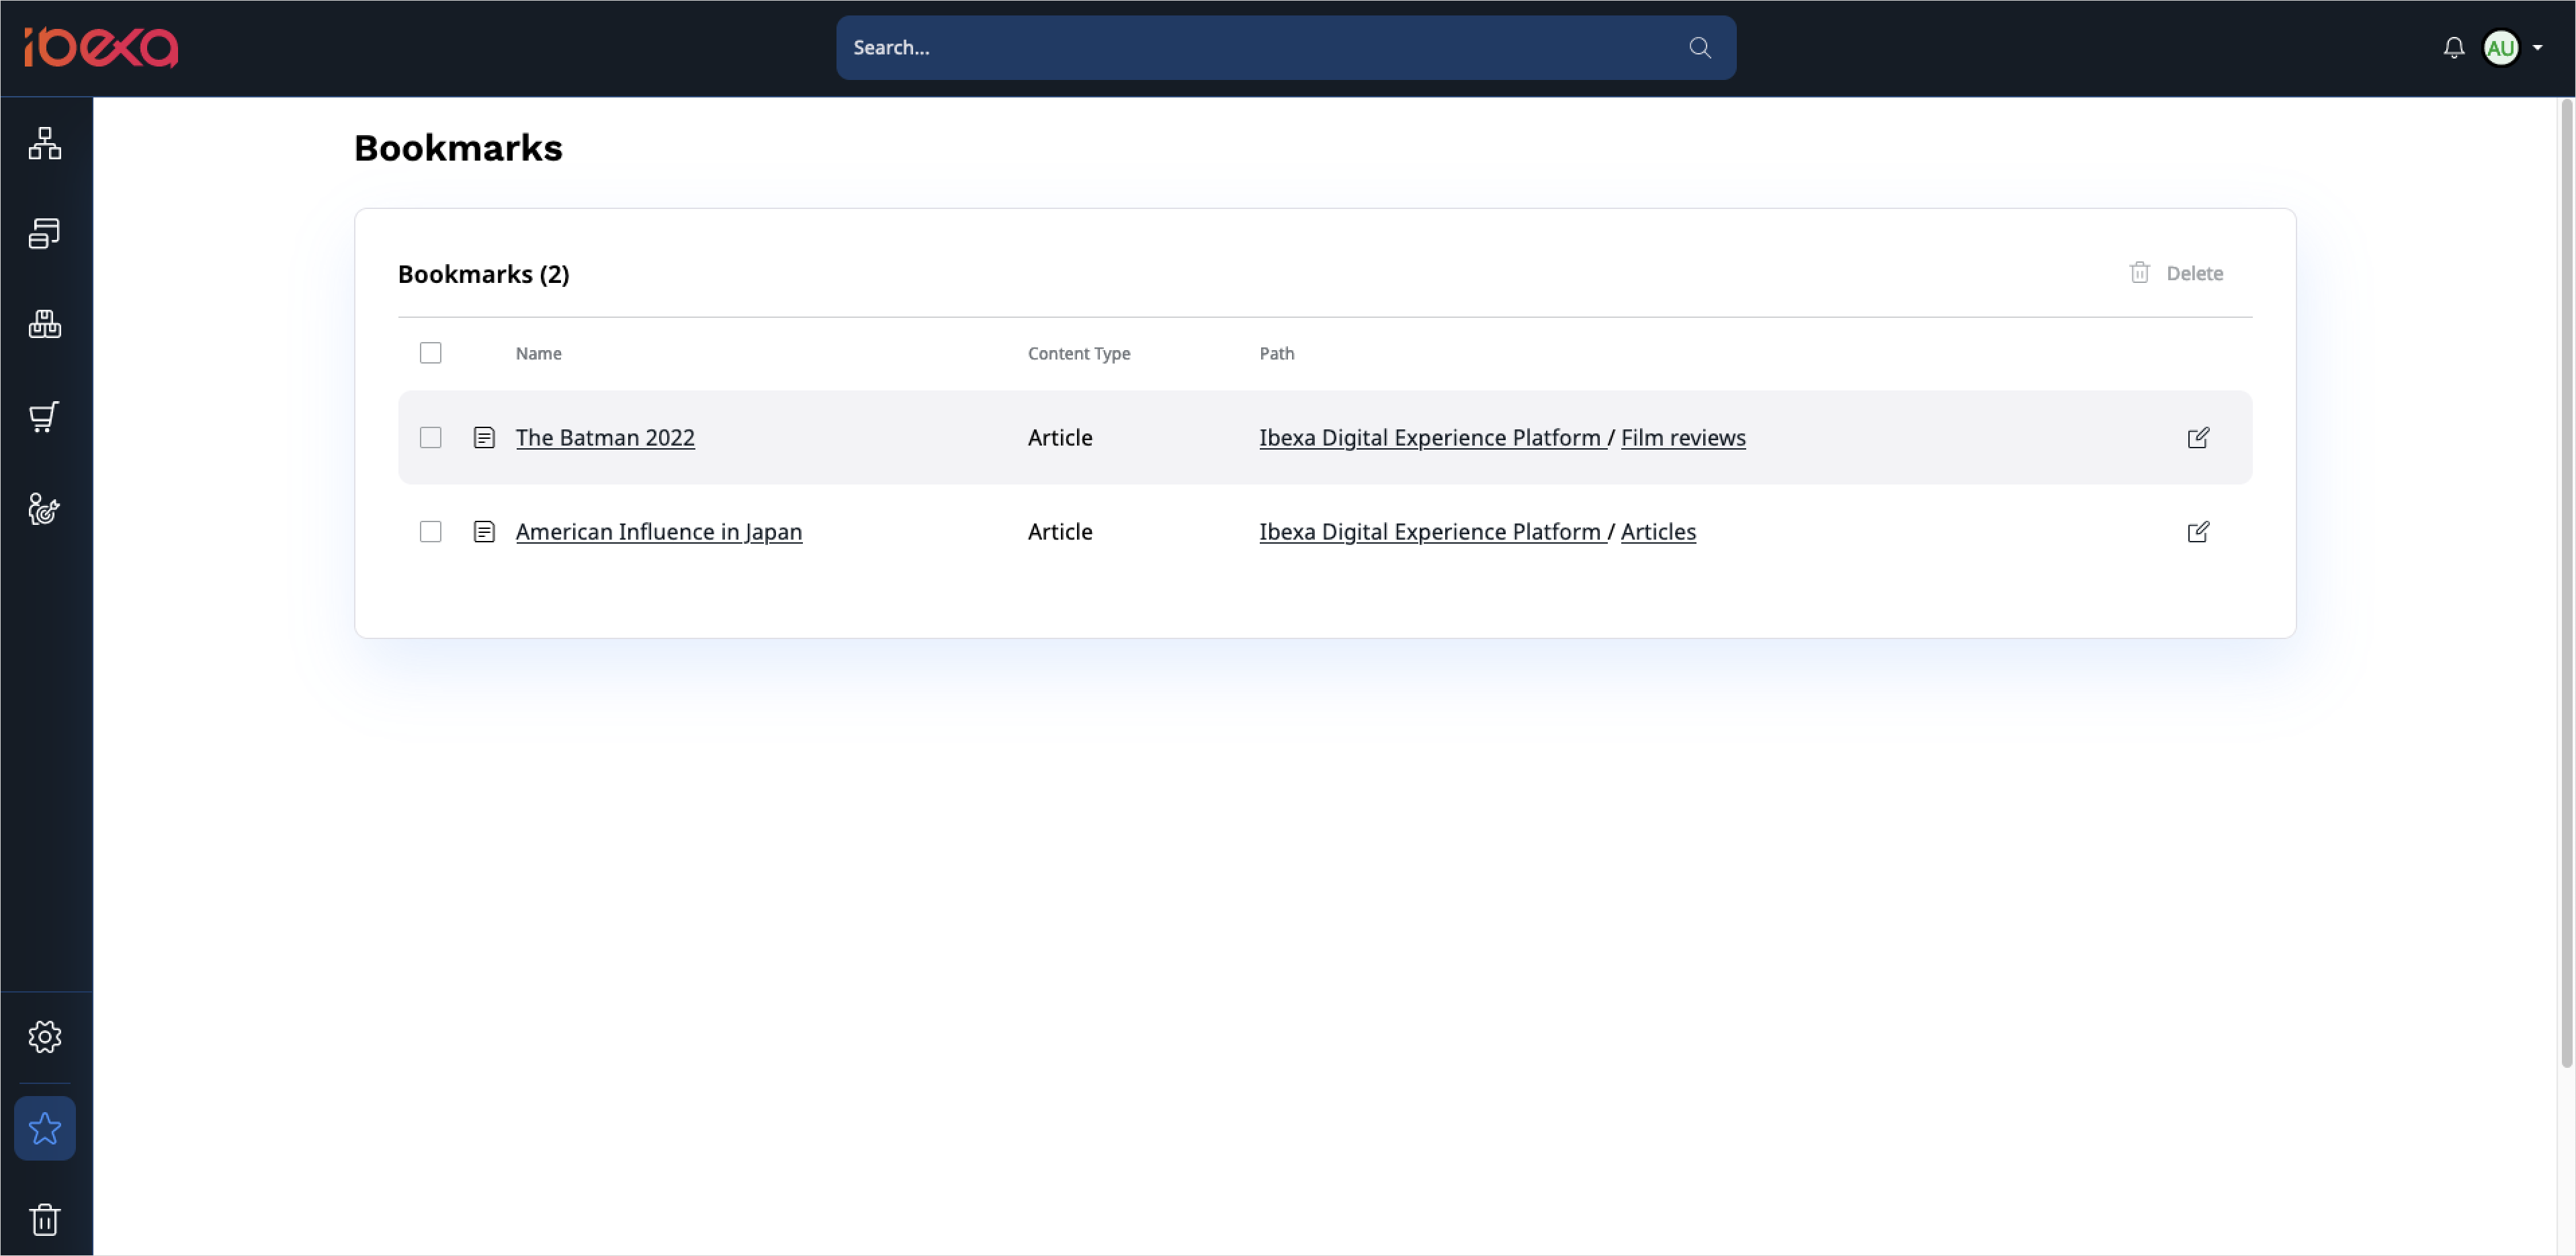 ibexa
Search...
AU
Bookmarks
Bookmarks (2)
Delete
Name Content Type Path
The Batman 2022 Article Ibexa Digital Experience Platform / Film reviews
American Influence in Japan Article Ibexa Digital Experience Platform / Articles